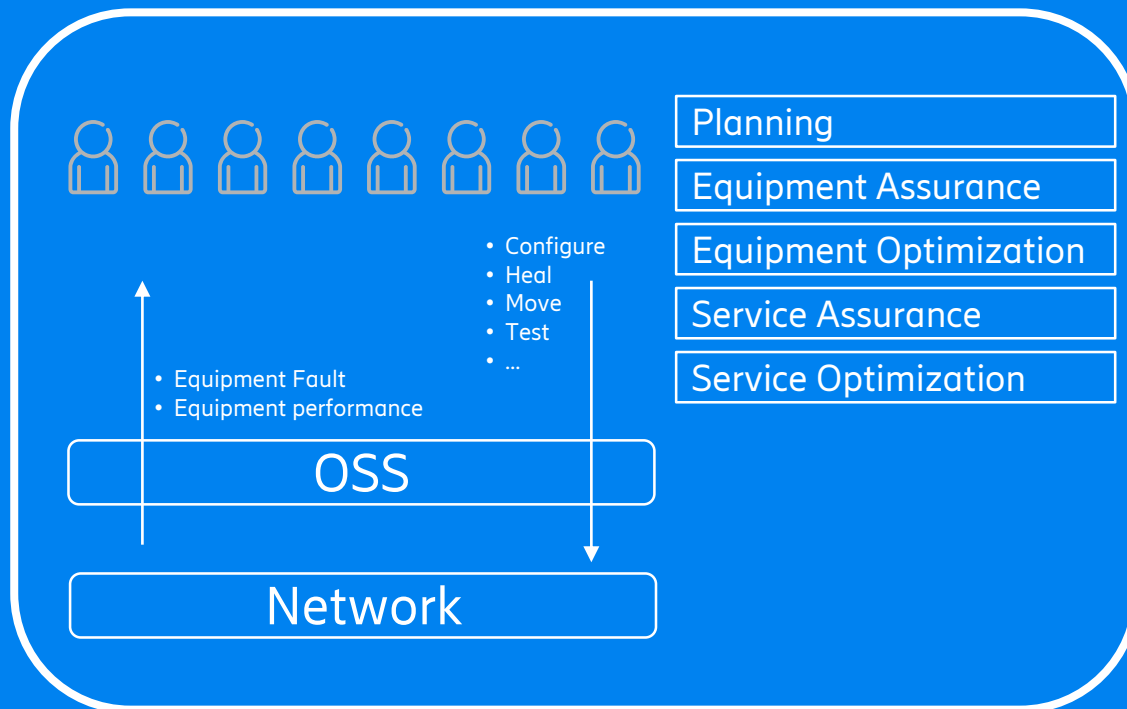 Planning
Equipment Assurance
Equipment Optimization
Service Assurance
Service Optimization
• Configure
• Heal
• Move
• Test
• ...
• Equipment Fault
• Equipment performance
OSS
Network